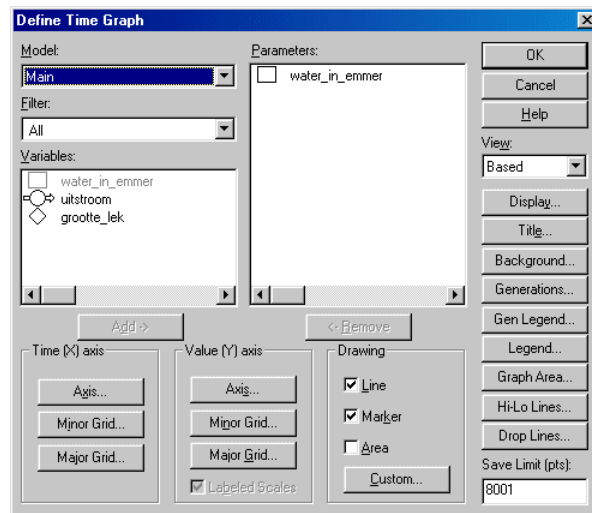 Define Time Graph
Model:
Main
Filter:
All
Variables:
water_in_emmer
uitstroom
grootte_lek
Add ->
Parameters:
water_in_emmer
<- Remove
Time (X) axis
Axis...
Minor Grid...
Major Grid...
Value (Y) axis
Axis...
Minor Grid...
Major Grid...
Labeled Scales
Drawing
Line
Marker
Area
Custom...
OK
Cancel
Help
View:
Based
Display...
Title...
Background...
Generations...
Gen Legend...
Legend...
Graph Area...
Hi-Lo Lines...
Drop Lines...
Save Limit (pts):
8001